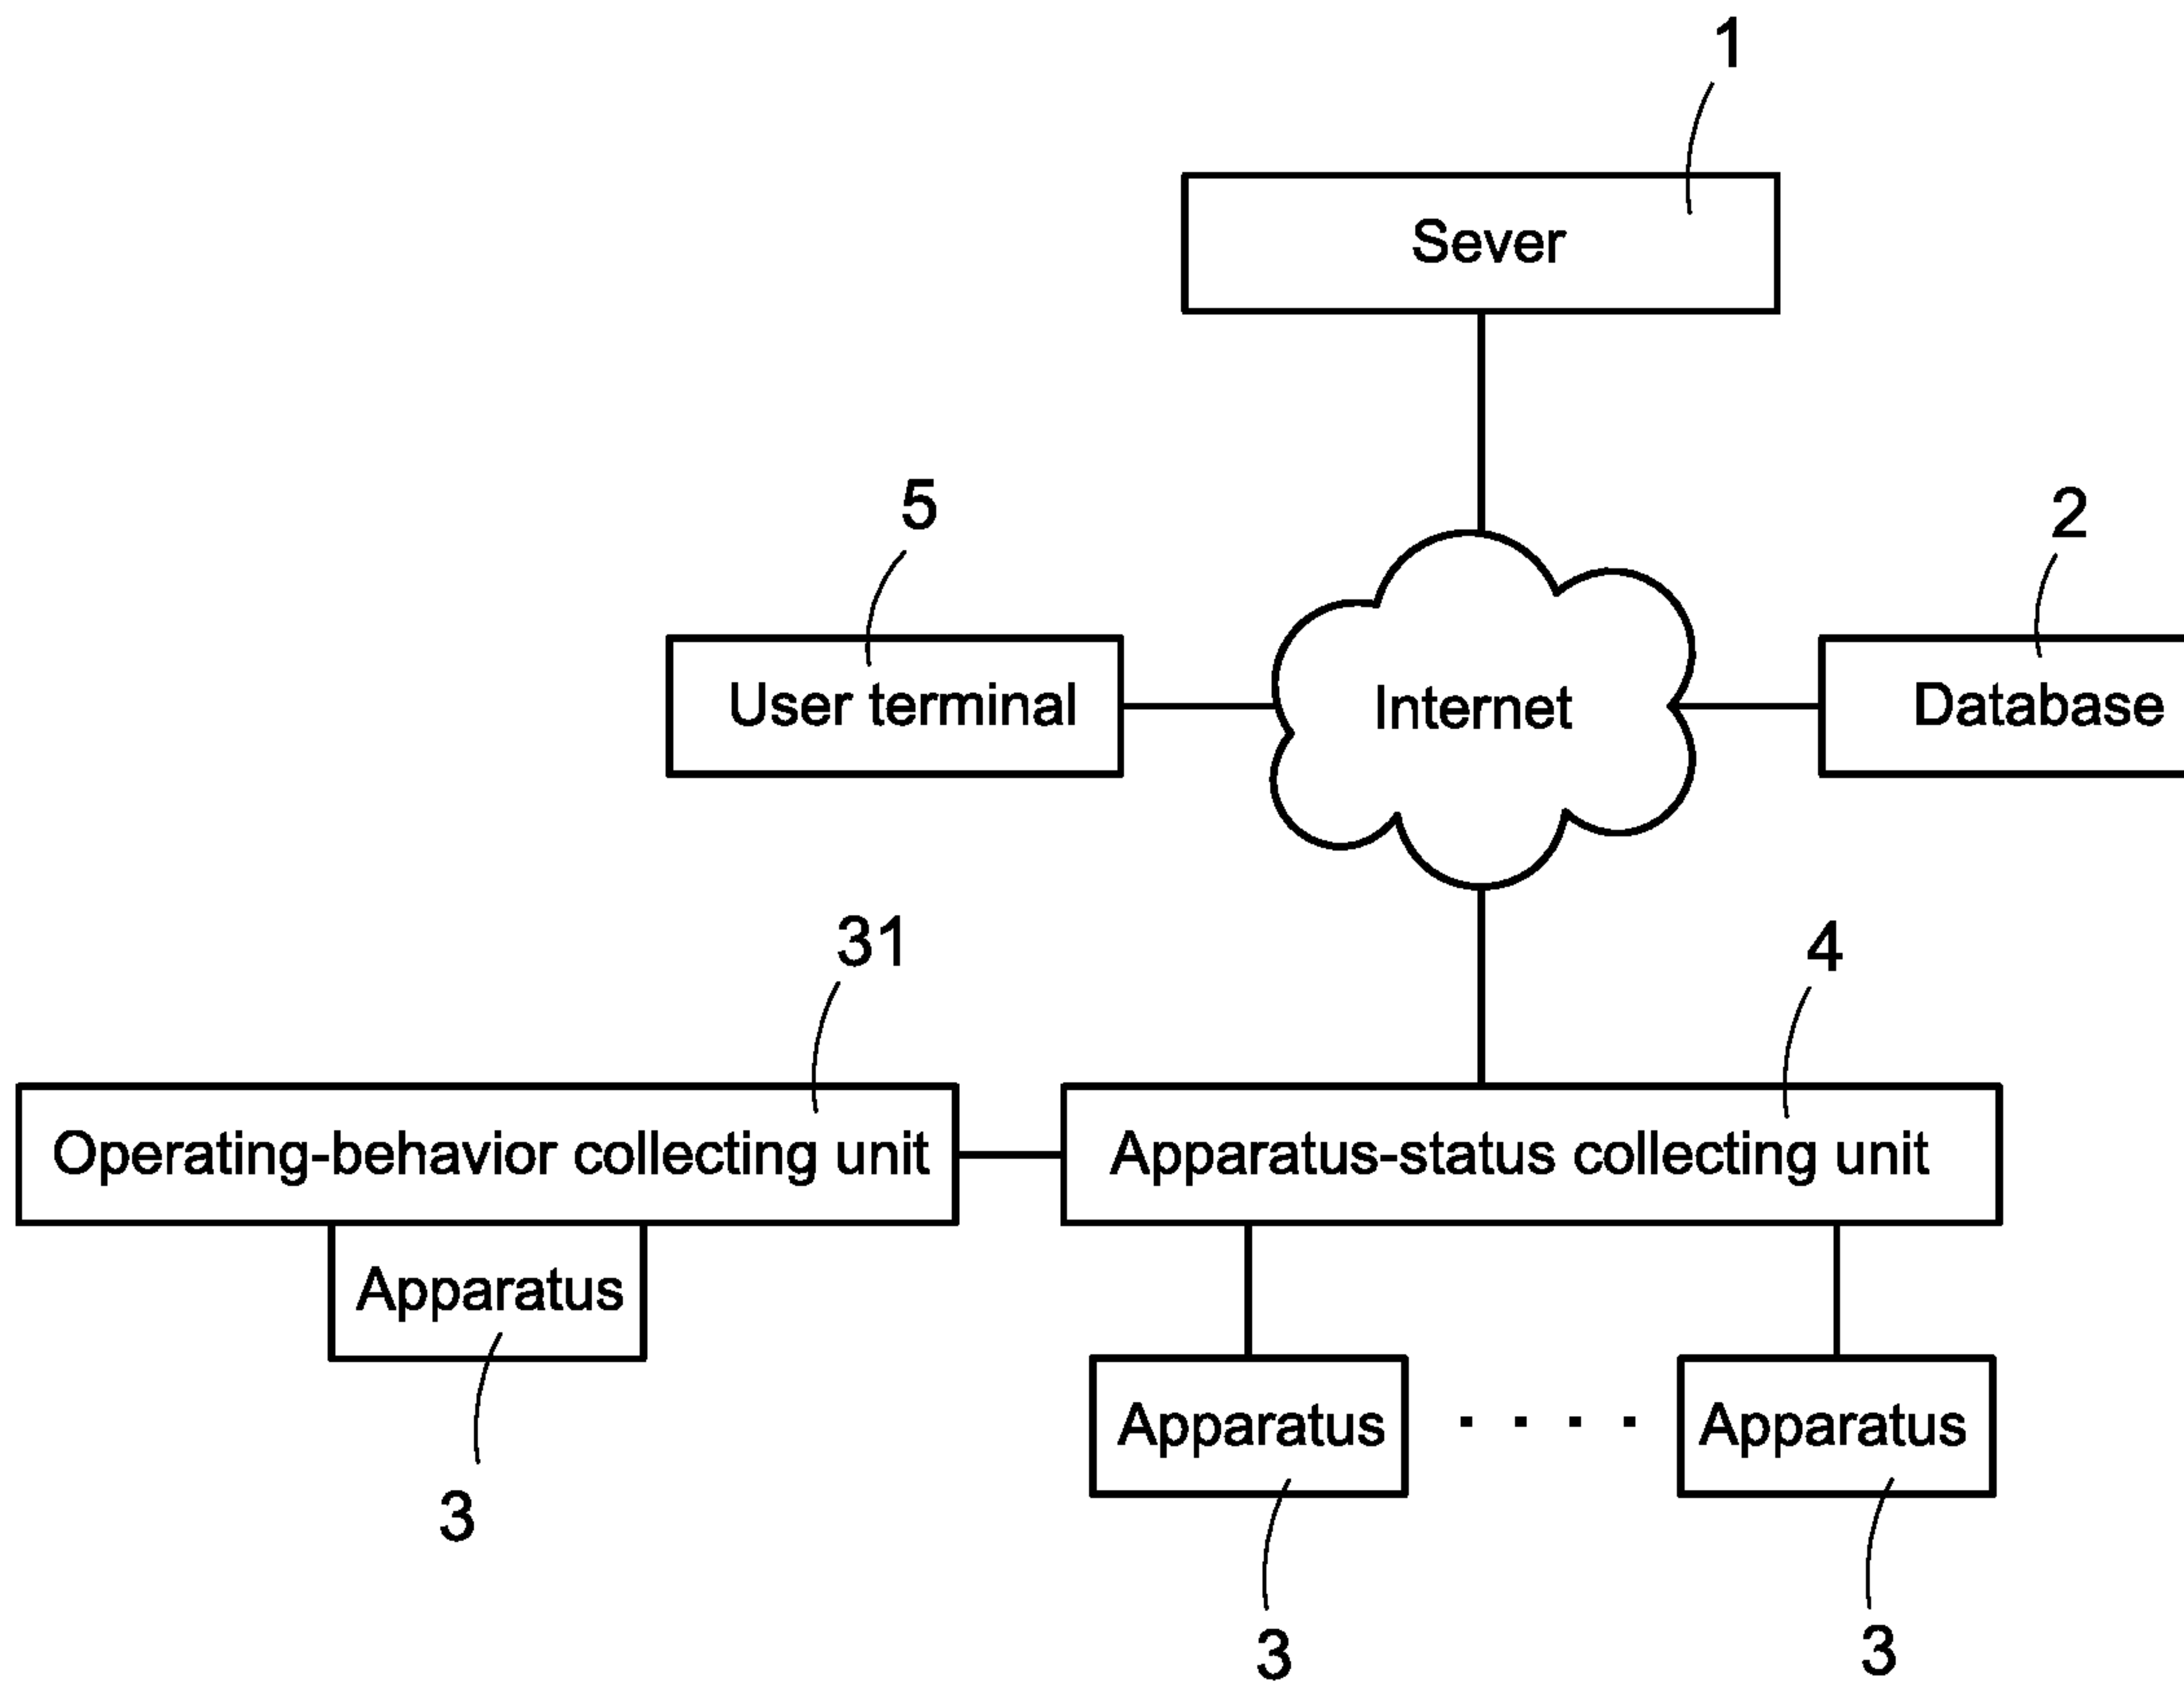 1
Sever
5
2
User terminal
Internet
Database
31
4
Operating-behavior collecting unit
Apparatus-status collecting unit
Apparatus
Apparatus
. . . .
Apparatus
3
3
3